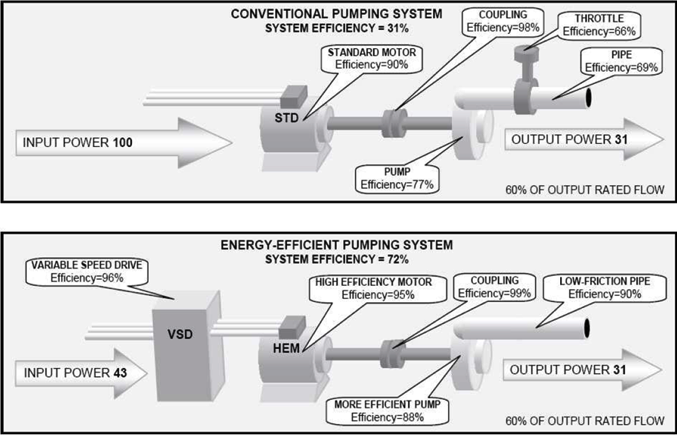 CONVENTIONAL PUMPING SYSTEM
SYSTEM EFFICIENCY = 31%
COUPLING
Efficiency=98%
THROTTLE
Efficiency=66%
STANDARD MOTOR
Efficiency=90%
PIPE
Efficiency=69%
STD
INPUT POWER 100
OUTPUT POWER 31
PUMP
Efficiency=77%
60% OF OUTPUT RATED FLOW
ENERGY-EFFICIENT PUMPING SYSTEM
SYSTEM EFFICIENCY = 72%
VARIABLE SPEED DRIVE
Efficiency=96%
HIGH EFFICIENCY MOTOR
Efficiency=95%
COUPLING
Efficiency=99%
LOW-FRICTION PIPE
Efficiency=90%
VSD
HEM
INPUT POWER 43
OUTPUT POWER 31
MORE EFFICIENT PUMP
Efficiency=88%
60% OF OUTPUT RATED FLOW